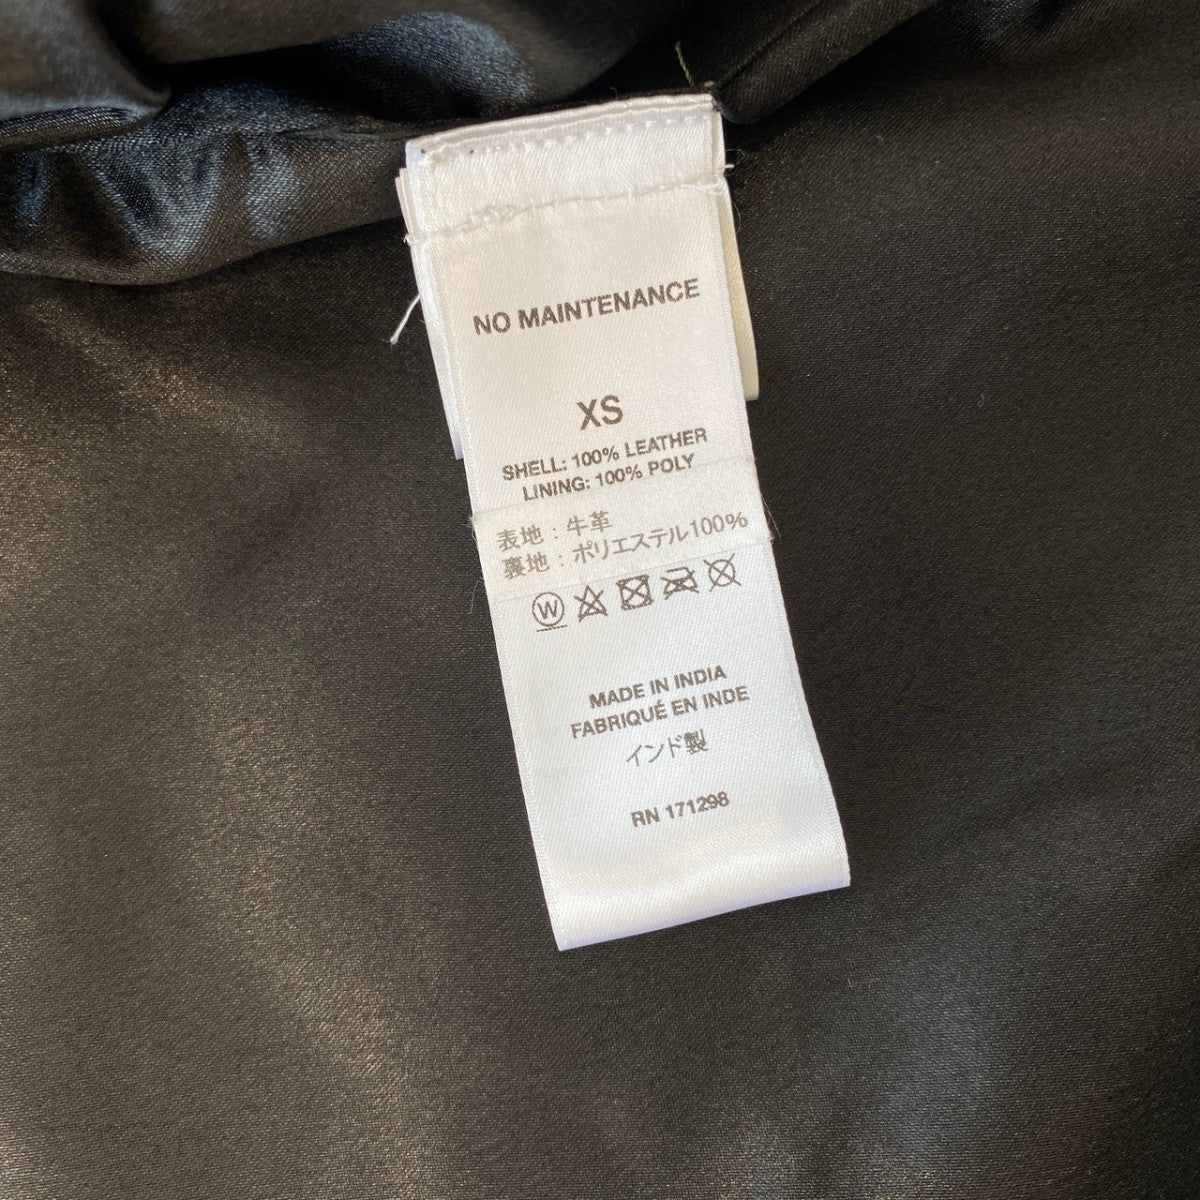 NO MAINTENANCE
XS
SHELL: 100% LEATHER
LINING: 100% POLY
表地：牛革
裏地：ポリエステル100%
W
MADE IN INDIA
FABRIQUÉ EN INDE
インド製
RN 171298